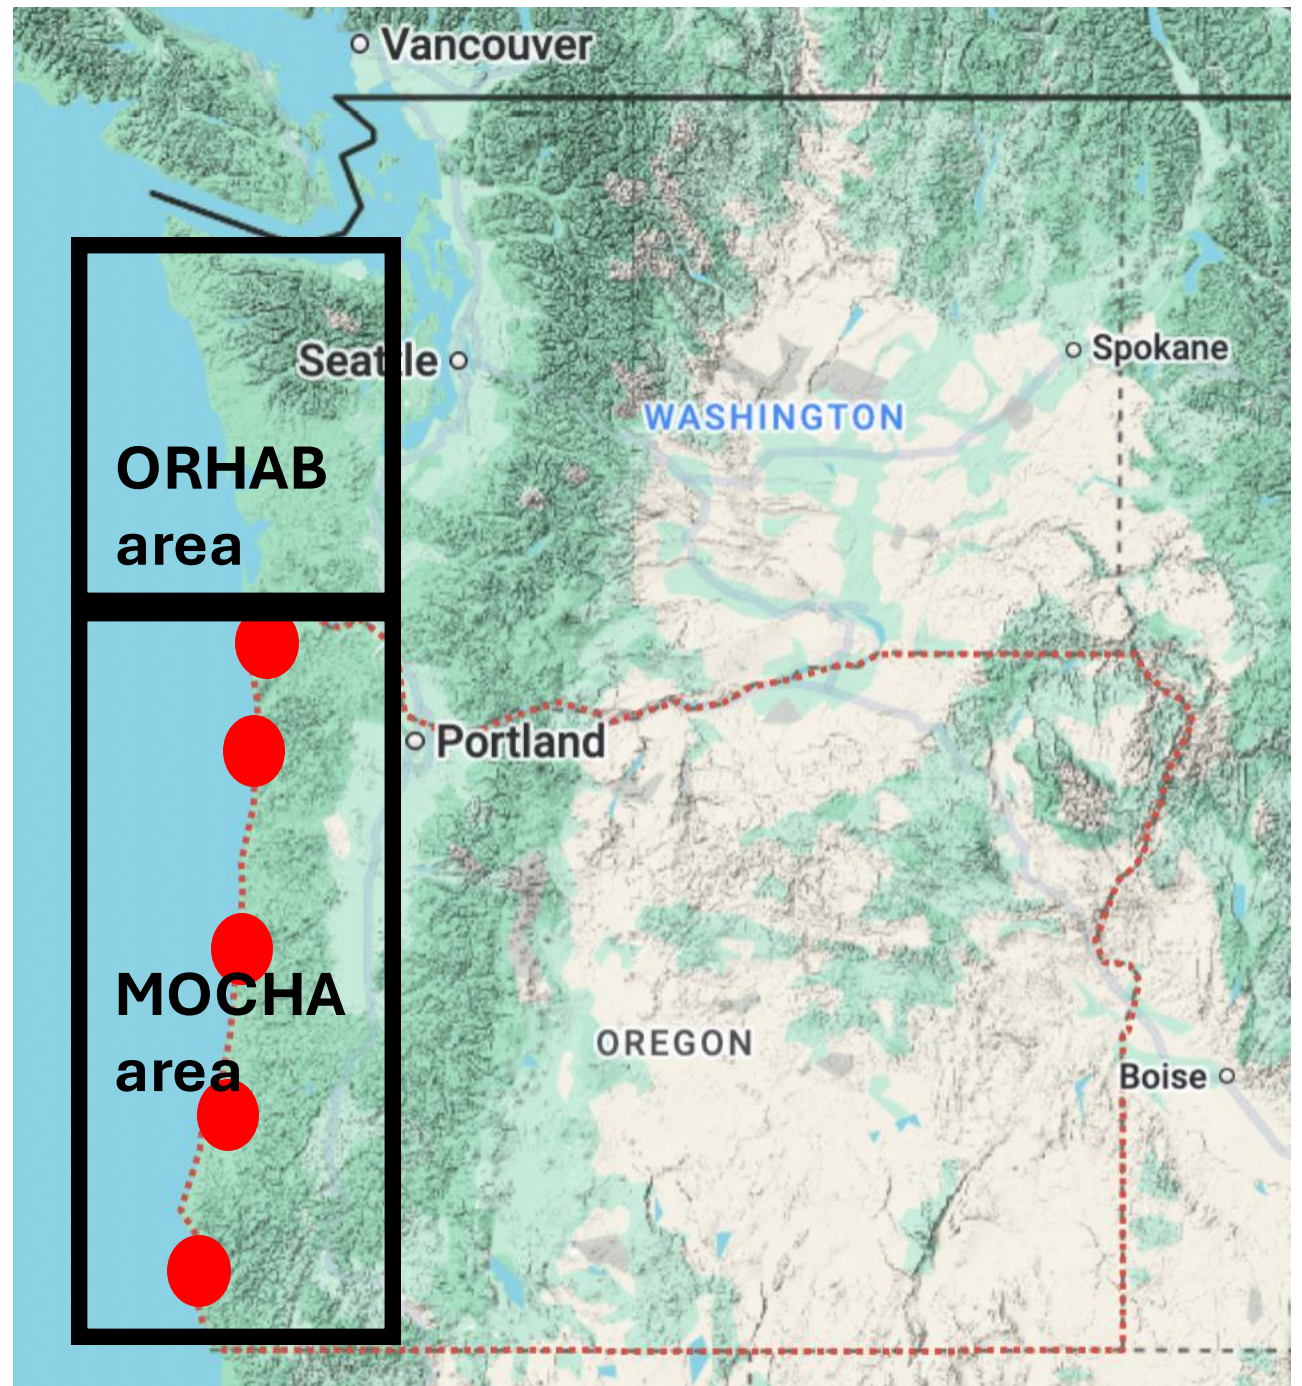 Vancouver
Seattle
Spokane
WASHINGTON
ORHAB
area
Portland
MOCHA
area
OREGON
Boise